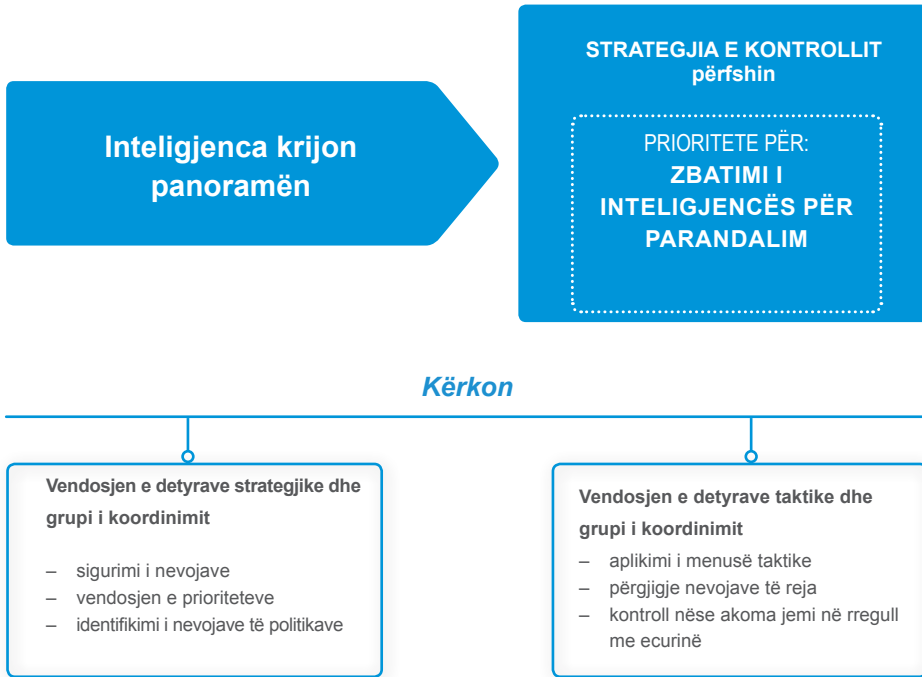 Inteligjenca krijon
panoramën
STRATEGJIA E KONTROLLIT
përfshin
PRIORITETE PËR:
ZBATIMI I
INTELIGJENCËS PËR
PARANDALIM
Kërkon
Vendosjen e detyrave strategjike dhe
grupi i koordinimit
– sigurimi i nevojave
– vendosjen e prioriteteve
– identifikimi i nevojave të politikave
Vendosjen e detyrave taktike dhe
grupi i koordinimit
– aplikimi i menusë taktike
– përgjigje nevojave të reja
– kontroll nëse akoma jemi në rregull
me ecurinë